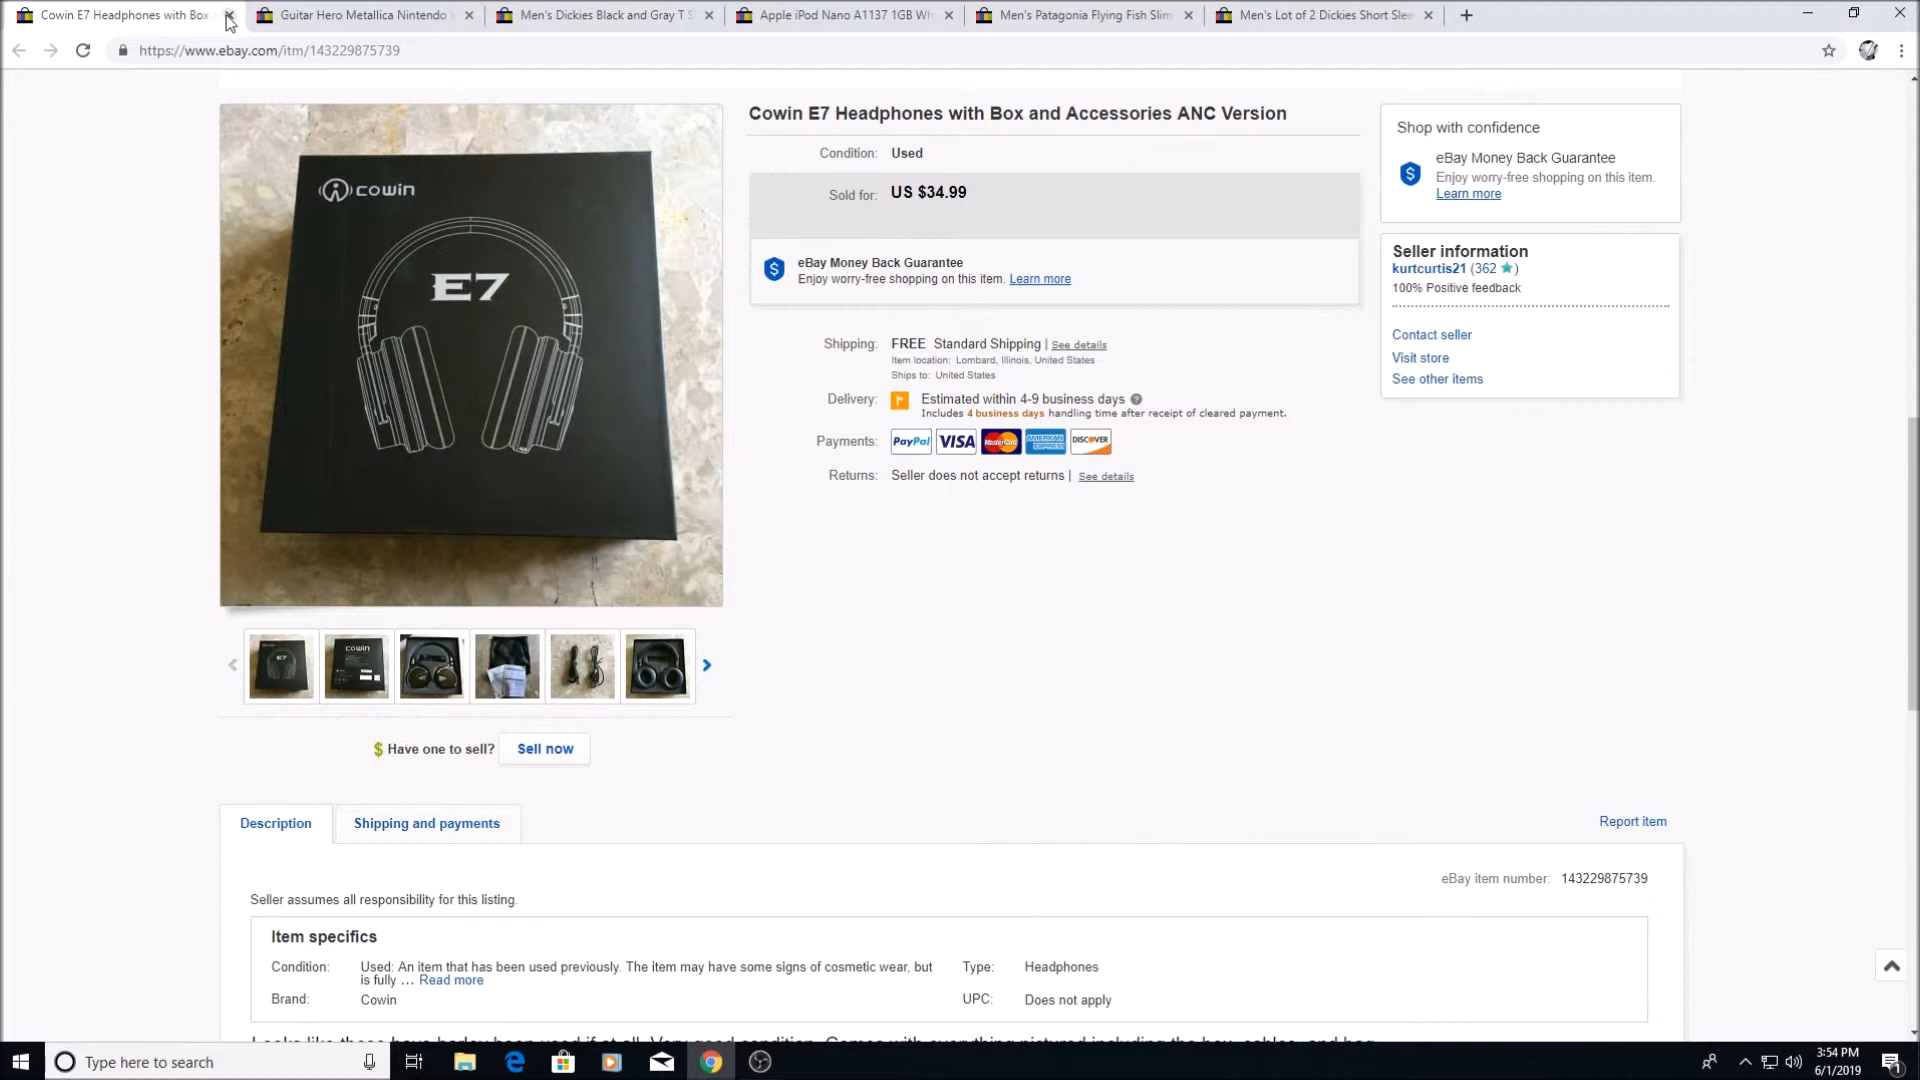 Cowin E7 Headphones with Box
Guitar Hero Metallica Nintendo
Men's Dickies Black and Gray T S
Apple iPod Nano A1137 1GB Wh
Men's Patagonia Flying Fish Slim
Men's Lot of 2 Dickies Short Slee
https://www.ebay.com/itm/143229875739
cowin
E7
Cowin E7 Headphones with Box and Accessories ANC Version
Condition: Used
Sold for: US $34.99
eBay Money Back Guarantee
Enjoy worry-free shopping on this item. Learn more
Shipping: FREE Standard Shipping | See details
Item location: Lombard, Illinois, United States
Ships to: United States
Delivery: Estimated within 4-9 business days
Includes 4 business days handling time after receipt of cleared payment.
Payments: PayPal VISA MasterCard AMERICAN EXPRESS DISCOVER
Returns: Seller does not accept returns | See details
Shop with confidence
eBay Money Back Guarantee
Enjoy worry-free shopping on this item.
Learn more
Seller information
kurtcurtis21 (362 ★)
100% Positive feedback
Contact seller
Visit store
See other items
E7
cowin
$ Have one to sell? Sell now
Description
Shipping and payments
Report item
eBay item number: 143229875739
Seller assumes all responsibility for this listing.
Item specifics
Condition: Used: An item that has been used previously. The item may have some signs of cosmetic wear, but
is fully ... Read more
Type: Headphones
Brand: Cowin
UPC: Does not apply
Type here to search
3:54 PM
6/1/2019
1